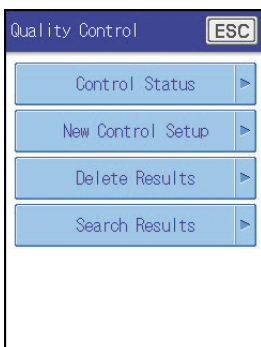 Quality Control ESC
Control Status
New Control Setup
Delete Results
Search Results